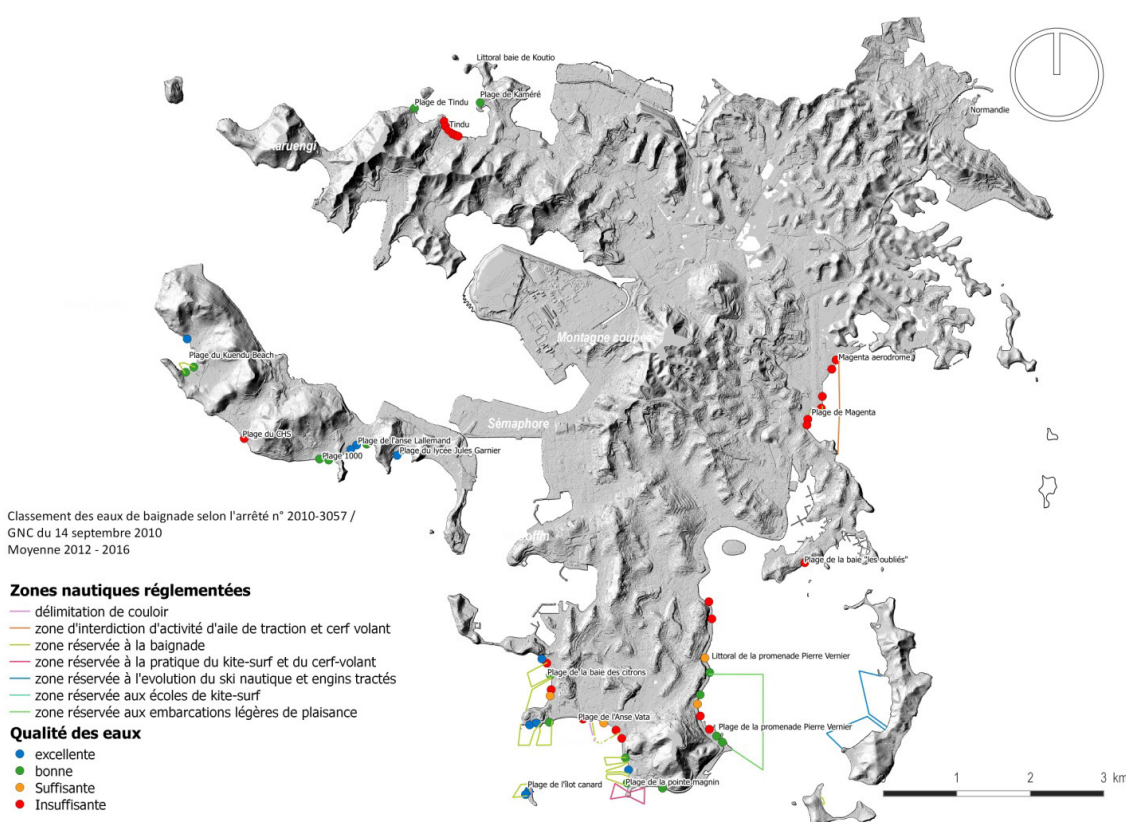 Littoral baie de Koutio
Plage de Kaméré
Plage de Tindu
Tindu
Normandie
Montagne coupée
Magenta aerodrome
Plage du Kuendu Beach
Plage de Magenta
Sémaphore
Plage du CHS
Plage de l'anse Lallemand
Plage du lycée Jules Garnier
Plage 1000
Classement des eaux de baignade selon l'arrêté n° 2010-3057 /
GNC du 14 septembre 2010
Moyenne 2012 - 2016
Plage de la baie "les oubliés"
Zones nautiques réglementées
délimitation de couloir
zone d'interdiction d'activité d'aile de traction et cerf volant
zone réservée à la baignade
zone réservée à la pratique du kite-surf et du cerf-volant
zone réservée à l'evolution du ski nautique et engins tractés
zone réservée aux écoles de kite-surf
zone réservée aux embarcations légères de plaisance
Qualité des eaux
excellente
bonne
Suffisante
Insuffisante
Littoral de la promenade Pierre Vernier
Plage de la baie des citrons
Plage de l'Anse Vata
Plage de la promenade Pierre Vernier
Plage de l'îlot canard
Plage de la pointe magnin
0 1 2 3 km